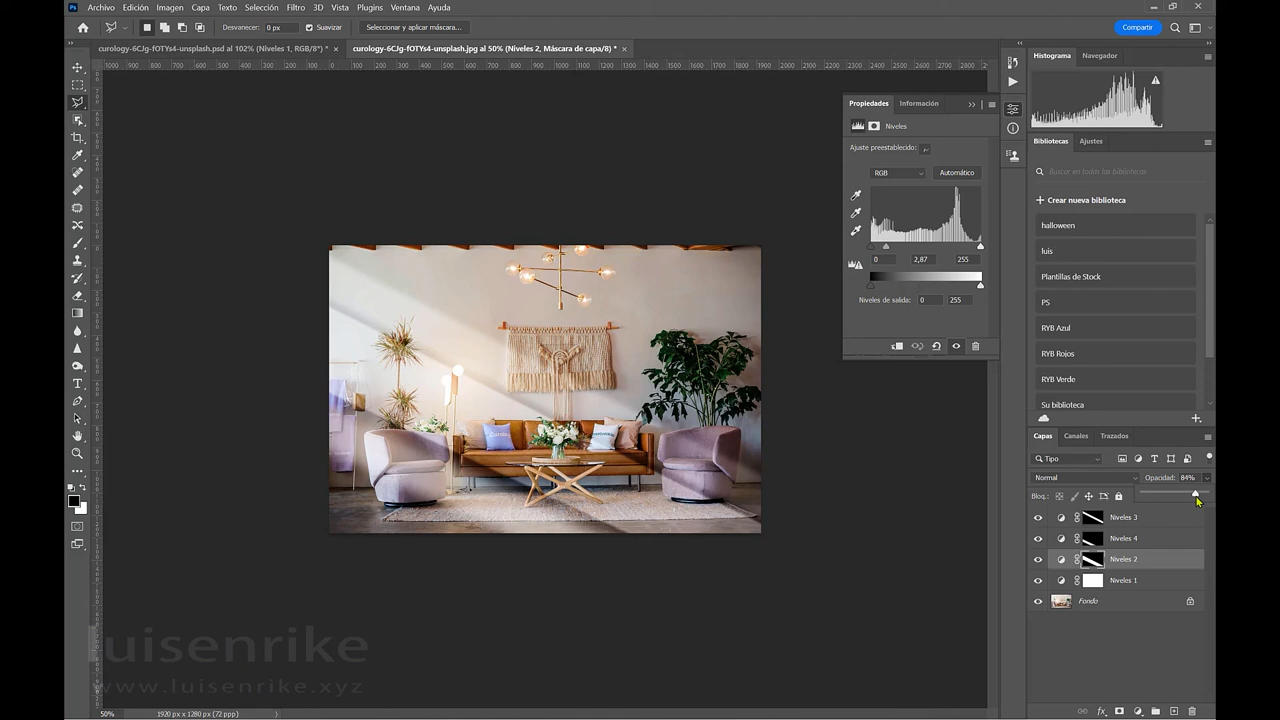 Ps Archivo Edición Imagen Capa Texto Selección Filtro 3D Vista Plugins Ventana Ayuda
Desvanecer: 0 px Suavizar Seleccionar y aplicar máscara... Compartir
curology-6CJg-fOTYs4-unsplash.psd al 102% (Niveles 1, RGB/8*) * × curology-6CJg-fOTYs4-unsplash.jpg al 50% (Niveles 2, Máscara de capa/8) * ×
Histograma Navegador
Propiedades Información
Niveles
Ajuste preestablecido:
RGB Automático
0 2,87 255
Niveles de salida: 0 255
Bibliotecas Ajustes
Buscar en todas las bibliotecas
+ Crear nueva biblioteca
halloween
luis
Plantillas de Stock
PS
RYB Azul
RYB Rojos
RYB Verde
Su biblioteca
Capas Canales Trazados
Tipo
Normal Opacidad: 84%
Bloq.:
Niveles 3
Niveles 4
Niveles 2
Niveles 1
Fondo
luisenrike
www.luisenrike.xyz
50% 1920 px x 1280 px (72 ppp)